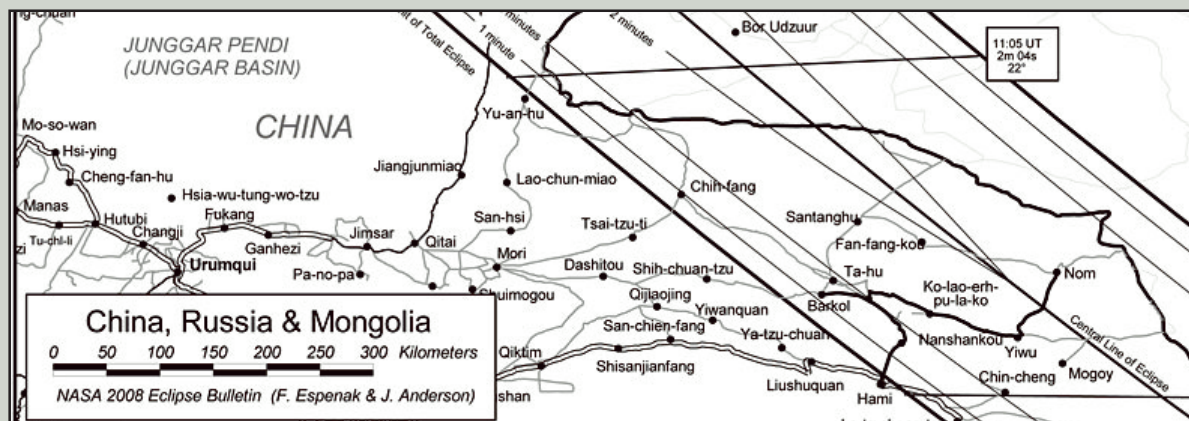 JUNGGAR PENDI
(JUNGGAR BASIN)
CHINA
of Total Eclipse
1 minute
minutes
2 minutes
Bor Udzuur
11:05 UT
2m 04s
22°
Yu-an-hu
Mo-so-wan
Hsi-ying
Cheng-fan-hu
Hsia-wu-tung-wo-tzu
Jiangjunmiao
Lao-chun-miao
Chih-fang
Manas
Hutubi
Fukang
San-hsi
Tsai-tzu-ti
Santanghu
Tu-chl-li
Changji
Ganhezi
Jimsar
Qitai
Mori
Fan-fang-kou
Urumqui
Pa-no-pa
Dashitou
Shih-chuan-tzu
Ta-hu
Ko-lao-erh-
pu-la-ko
Nom
Shuimogou
Qijlaojing
Yiwanquan
Barkol
China, Russia & Mongolia
San-chien-fang
Ya-tzu-chuan
Nanshankou
Yiwu
Central Line of Eclipse
0 50 100 150 200 250 300 Kilometers
Qiktim
Shisanjianfang
Liushuquan
Hami
Chin-cheng
Mogoy
NASA 2008 Eclipse Bulletin (F. Espenak & J. Anderson)
shan